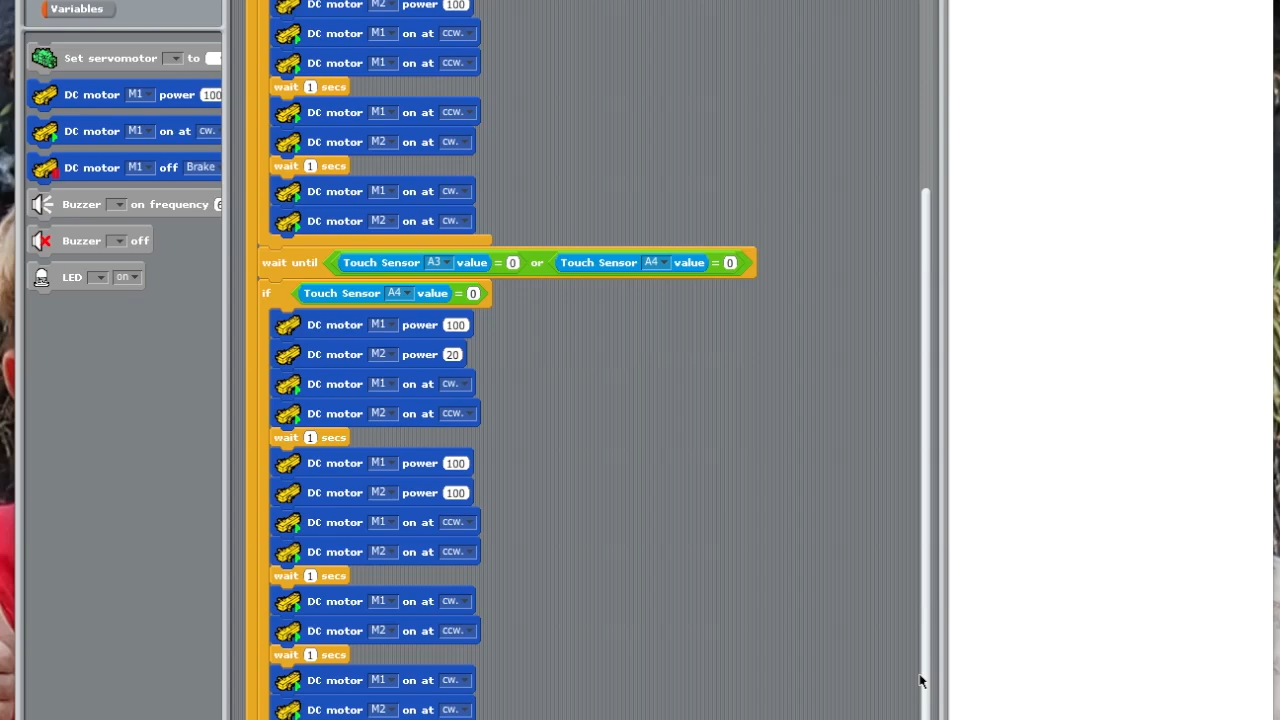 Variables
Set servomotor to
DC motor M1 power 100
DC motor M1 on at cw.
DC motor M1 off Brake
Buzzer on frequency
Buzzer off
LED on
DC motor M2 power 100
DC motor M1 on at ccw.
DC motor M1 on at ccw.
wait 1 secs
DC motor M1 on at ccw.
DC motor M2 on at cw.
wait 1 secs
DC motor M1 on at cw.
DC motor M2 on at cw.
wait until Touch Sensor A3 value = 0 or Touch Sensor A4 value = 0
if Touch Sensor A4 value = 0
DC motor M1 power 100
DC motor M2 power 20
DC motor M1 on at cw.
DC motor M2 on at ccw.
wait 1 secs
DC motor M1 power 100
DC motor M2 power 100
DC motor M1 on at ccw.
DC motor M2 on at ccw.
wait 1 secs
DC motor M1 on at cw.
DC motor M2 on at ccw.
wait 1 secs
DC motor M1 on at cw.
DC motor M2 on at cw.